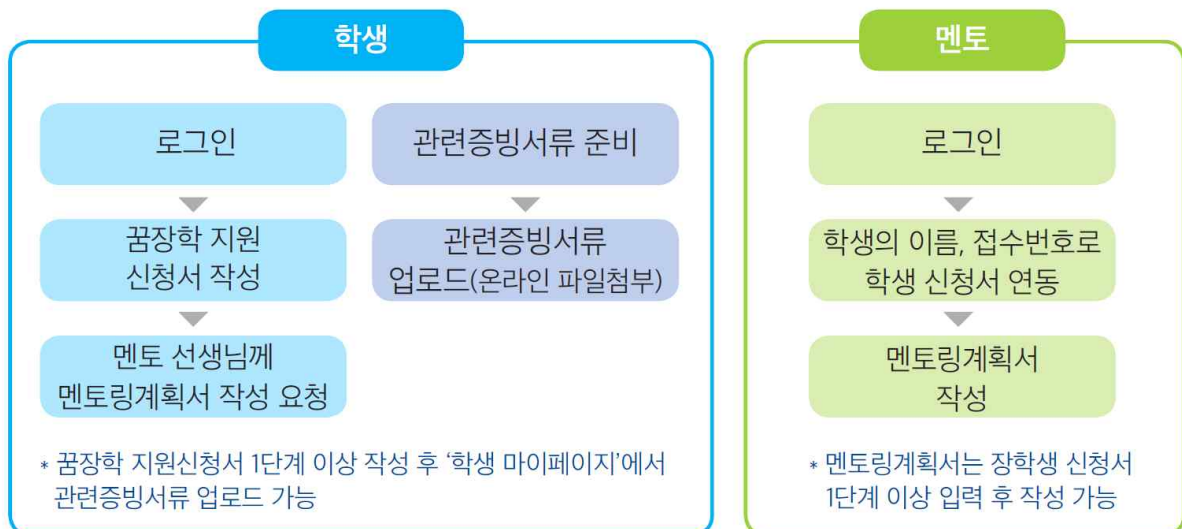 학생
로그인
꿈장학 지원
신청서 작성
멘토 선생님께
멘토링계획서 작성 요청
관련증빙서류 준비
관련증빙서류
업로드(온라인 파일첨부)
* 꿈장학 지원신청서 1단계 이상 작성 후 ‘학생 마이페이지’에서
관련증빙서류 업로드 가능
멘토
로그인
학생의 이름, 접수번호로
학생 신청서 연동
멘토링계획서
작성
* 멘토링계획서는 장학생 신청서
1단계 이상 입력 후 작성 가능